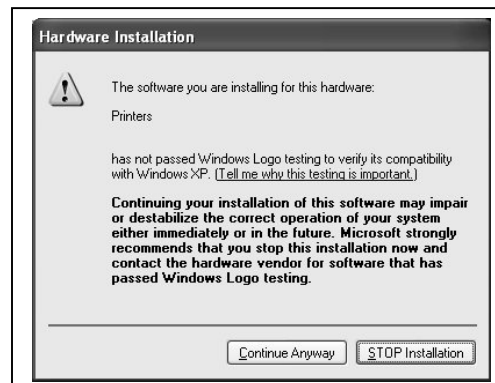 Hardware Installation
The software you are installing for this hardware:
Printers
has not passed Windows Logo testing to verify its compatibility
with Windows XP. (Tell me why this testing is important.)
Continuing your installation of this software may impair
or destabilize the correct operation of your system
either immediately or in the future. Microsoft strongly
recommends that you stop this installation now and
contact the hardware vendor for software that has
passed Windows Logo testing.
Continue Anyway
STOP Installation